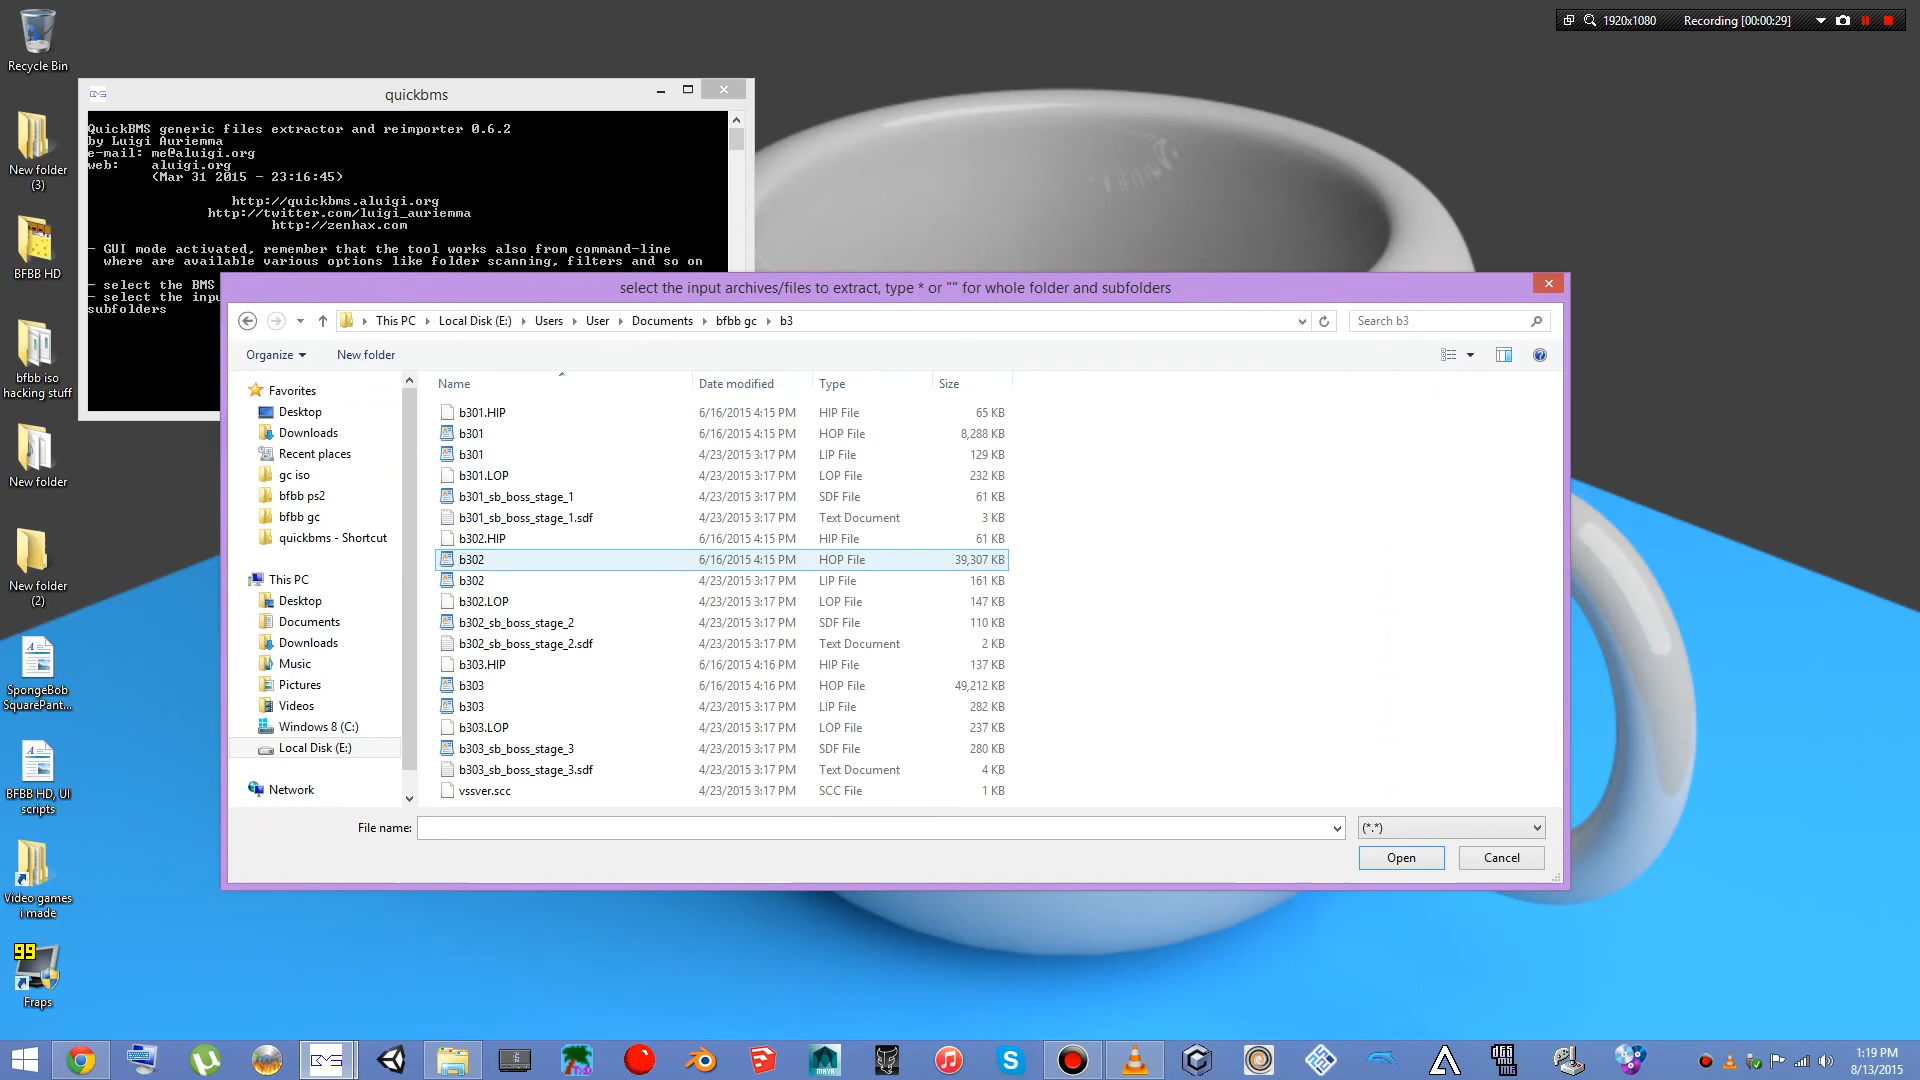 1920x1080
Recording [00:00:29]
Recycle Bin
New folder
(3)
BFBB HD
bfbb iso
hacking stuff
New folder
New folder
(2)
SpongeBob
SquarePant...
BFBB HD, UI
scripts
Video games
i made
99
Fraps
quickbms
QuickBMS generic files extractor and reimporter 0.6.2
by Luigi Auriemma
e-mail: me@aluigi.org
web: aluigi.org
(Mar 31 2015 - 23:16:45)
http://quickbms.aluigi.org
http://twitter.com/luigi_auriemma
http://zenhax.com
- GUI mode activated, remember that the tool works also from command-line
where are available various options like folder scanning, filters and so on
- select the BMS
- select the inpu
subfolders
select the input archives/files to extract, type * or "" for whole folder and subfolders
This PC Local Disk (E:) Users User Documents bfbb gc b3
Search b3
Organize New folder
Favorites
Desktop
Downloads
Recent places
gc iso
bfbb ps2
bfbb gc
quickbms - Shortcut
This PC
Desktop
Documents
Downloads
Music
Pictures
Videos
Windows 8 (C:)
Local Disk (E:)
Network
Name Date modified Type Size
b301.HIP 6/16/2015 4:15 PM HIP File 65 KB
b301 6/16/2015 4:15 PM HOP File 8,288 KB
b301 4/23/2015 3:17 PM LIP File 129 KB
b301.LOP 4/23/2015 3:17 PM LOP File 232 KB
b301_sb_boss_stage_1 4/23/2015 3:17 PM SDF File 61 KB
b301_sb_boss_stage_1.sdf 4/23/2015 3:17 PM Text Document 3 KB
b302.HIP 6/16/2015 4:15 PM HIP File 61 KB
b302 6/16/2015 4:15 PM HOP File 39,307 KB
b302 4/23/2015 3:17 PM LIP File 161 KB
b302.LOP 4/23/2015 3:17 PM LOP File 147 KB
b302_sb_boss_stage_2 4/23/2015 3:17 PM SDF File 110 KB
b302_sb_boss_stage_2.sdf 4/23/2015 3:17 PM Text Document 2 KB
b303.HIP 6/16/2015 4:16 PM HIP File 137 KB
b303 6/16/2015 4:16 PM HOP File 49,212 KB
b303 4/23/2015 3:17 PM LIP File 282 KB
b303.LOP 4/23/2015 3:17 PM LOP File 237 KB
b303_sb_boss_stage_3 4/23/2015 3:17 PM SDF File 280 KB
b303_sb_boss_stage_3.sdf 4/23/2015 3:17 PM Text Document 4 KB
vssver.scc 4/23/2015 3:17 PM SCC File 1 KB
File name:
(*.*)
Open Cancel
MAYA
1:19 PM
8/13/2015